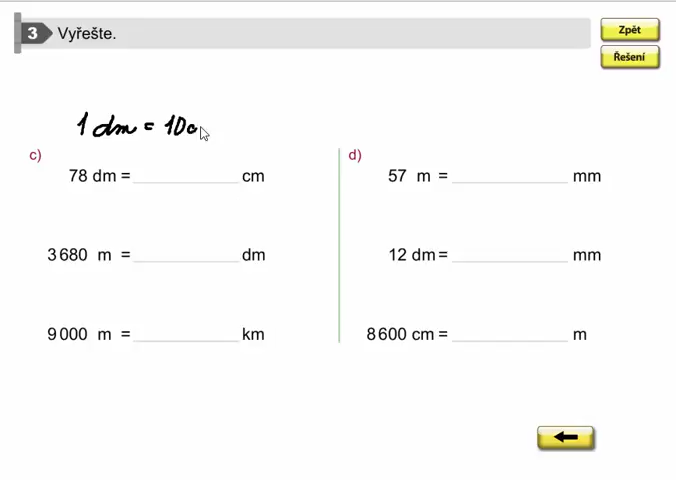 3 Vyřešte.
Zpět
Řešení
1 dm = 10c
c)
78 dm = cm
3 680 m = dm
9 000 m = km
d)
57 m = mm
12 dm = mm
8 600 cm = m